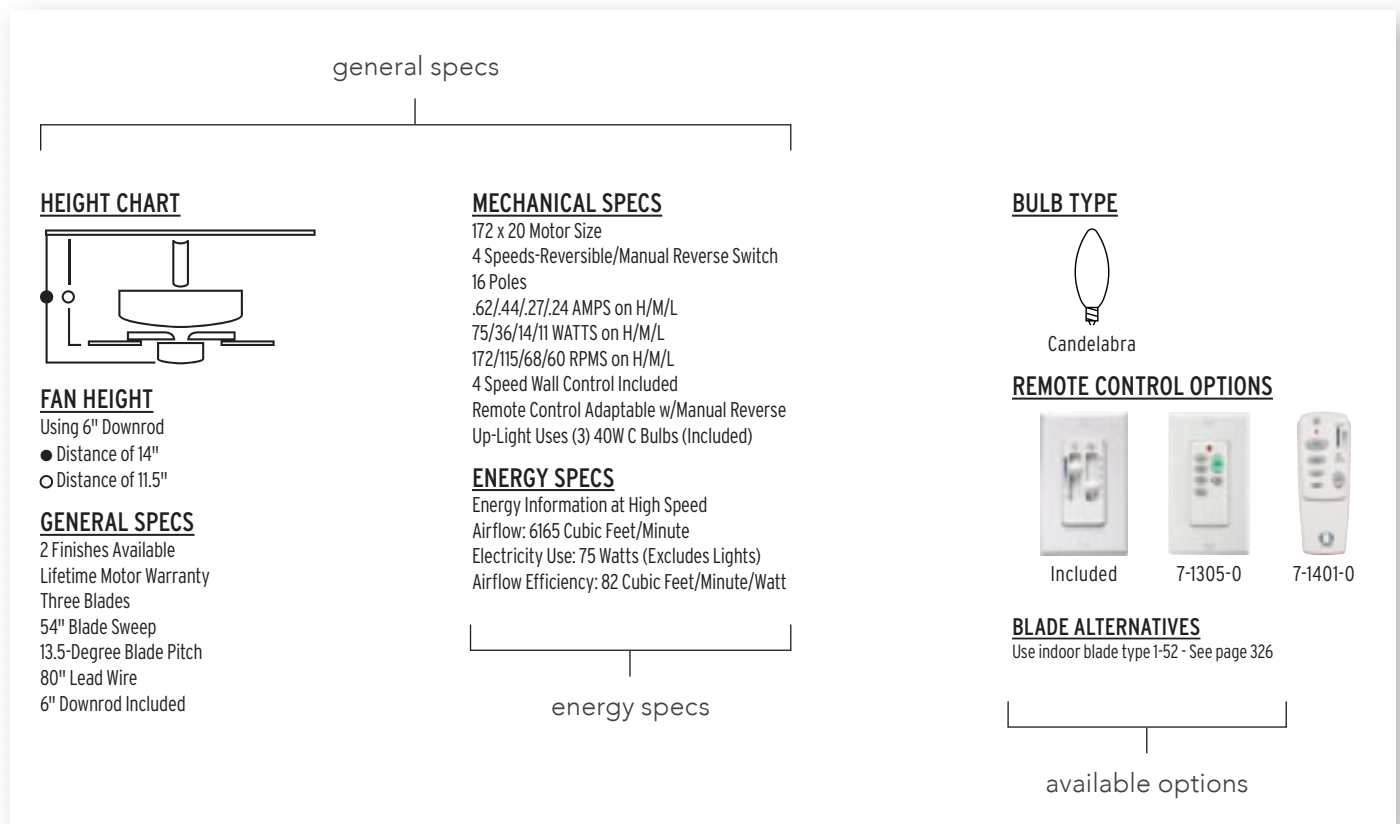 general specs
HEIGHT CHART
FAN HEIGHT
Using 6" Downrod
Distance of 14"
Distance of 11.5"
GENERAL SPECS
2 Finishes Available
Lifetime Motor Warranty
Three Blades
54" Blade Sweep
13.5-Degree Blade Pitch
80" Lead Wire
6" Downrod Included
MECHANICAL SPECS
172 x 20 Motor Size
4 Speeds-Reversible/Manual Reverse Switch
16 Poles
.62/.44/.27/.24 AMPS on H/M/L
75/36/14/11 WATTS on H/M/L
172/115/68/60 RPMS on H/M/L
4 Speed Wall Control Included
Remote Control Adaptable w/Manual Reverse
Up-Light Uses (3) 40W C Bulbs (Included)
ENERGY SPECS
Energy Information at High Speed
Airflow: 6165 Cubic Feet/Minute
Electricity Use: 75 Watts (Excludes Lights)
Airflow Efficiency: 82 Cubic Feet/Minute/Watt
energy specs
BULB TYPE
Candelabra
REMOTE CONTROL OPTIONS
Included
7-1305-0
7-1401-0
BLADE ALTERNATIVES
Use indoor blade type 1-52 - See page 326
available options